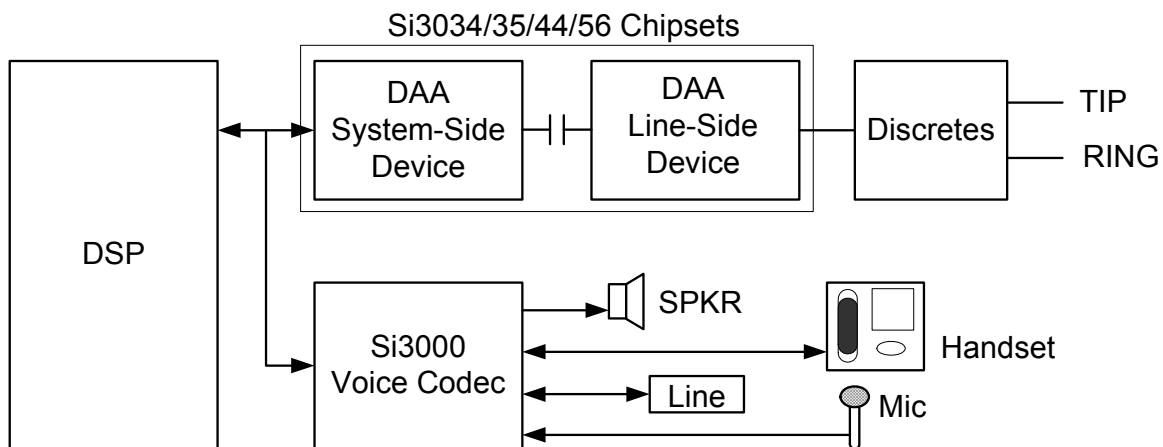 Si3034/35/44/56 Chipsets
DSP
DAA
System-Side
Device
DAA
Line-Side
Device
Discretes
TIP
RING
Si3000
Voice Codec
SPKR
Handset
Line
Mic